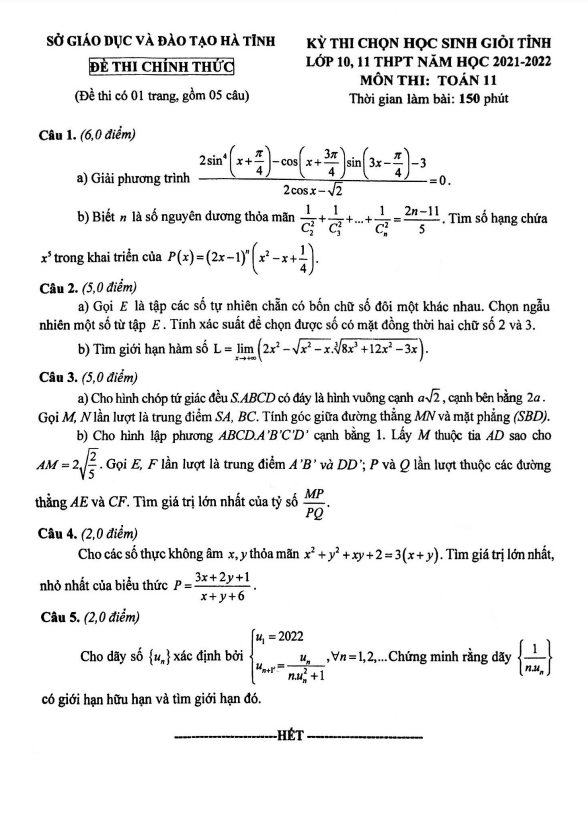 SỞ GIÁO DỤC VÀ ĐÀO TẠO HÀ TĨNH
ĐỀ THI CHÍNH THỨC
(Đề thi có 01 trang, gồm 05 câu)
KỲ THI CHỌN HỌC SINH GIỎI TỈNH
LỚP 10, 11 THPT NĂM HỌC 2021-2022
MÔN THI: TOÁN 11
Thời gian làm bài: 150 phút
Câu 1. (6,0 điểm)
a) Giải phương trình \frac{2\sin^4\left(x+\frac{\pi}{4}\right)-\cos\left(x+\frac{3\pi}{4}\right)\sin\left(3x-\frac{\pi}{4}\right)-3}{2\cos x-\sqrt{2}}=0.
b) Biết n là số nguyên dương thỏa mãn \frac{1}{C_2^2}+\frac{1}{C_3^2}+...+\frac{1}{C_n^2}=\frac{2n-11}{5}. Tìm số hạng chứa
x^5 trong khai triển của P(x)=(2x-1)^n\left(x^2-x+\frac{1}{4}\right).
Câu 2. (5,0 điểm)
a) Gọi E là tập các số tự nhiên chẵn có bốn chữ số đôi một khác nhau. Chọn ngẫu
nhiên một số từ tập E. Tính xác suất để chọn được số có mặt đồng thời hai chữ số 2 và 3.
b) Tìm giới hạn hàm số L = \lim_{x\to+\infty}\left(2x^2-\sqrt{x^2-x}.\sqrt[3]{8x^3+12x^2-3x}\right).
Câu 3. (5,0 điểm)
a) Cho hình chóp tứ giác đều S.ABCD có đáy là hình vuông cạnh a\sqrt{2}, cạnh bên bằng 2a.
Gọi M, N lần lượt là trung điểm SA, BC. Tính góc giữa đường thẳng MN và mặt phẳng (SBD).
b) Cho hình lập phương ABCD.A'B'C'D' cạnh bằng 1. Lấy M thuộc tia AD sao cho
AM = 2\sqrt{\frac{2}{5}}. Gọi E, F lần lượt là trung điểm A'B' và DD'; P và Q lần lượt thuộc các đường
thẳng AE và CF. Tìm giá trị lớn nhất của tỷ số \frac{MP}{PQ}.
Câu 4. (2,0 điểm)
Cho các số thực không âm x, y thỏa mãn x^2+y^2+xy+2=3(x+y). Tìm giá trị lớn nhất,
nhỏ nhất của biểu thức P=\frac{3x+2y+1}{x+y+6}.
Câu 5. (2,0 điểm)
Cho dãy số {u_n} xác định bởi \begin{cases}u_1=2022\\u_{n+1}=\frac{u_n}{n.u_n^2+1}\end{cases}, ∀n=1,2,...Chứng minh rằng dãy \left\{\frac{1}{n.u_n}\right\}
có giới hạn hữu hạn và tìm giới hạn đó.
-------------------HẾT-------------------